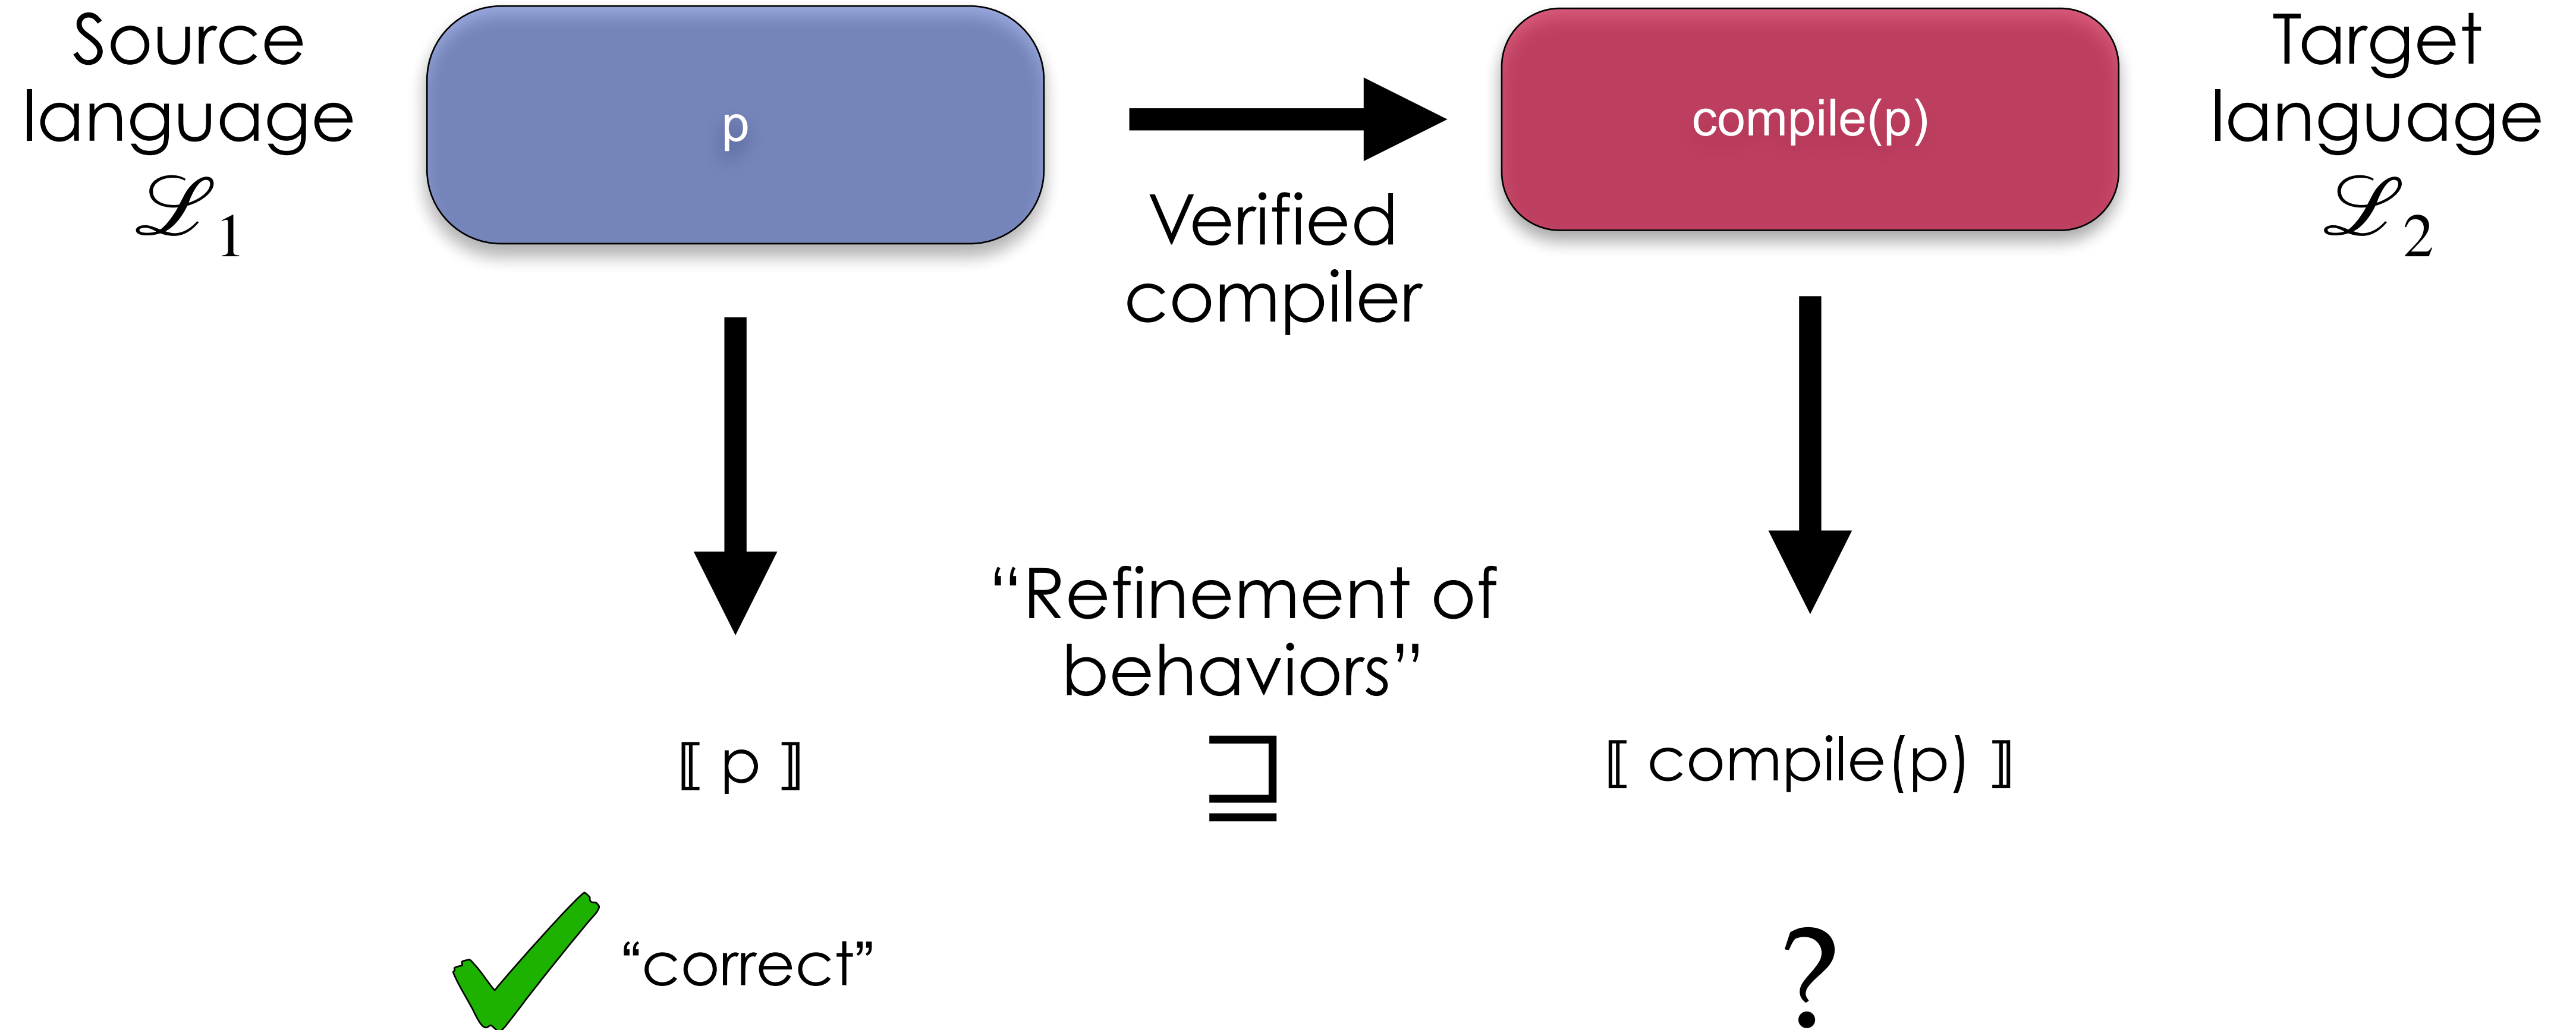 Source
language
ℒ1
p
Verified
compiler
compile(p)
Target
language
ℒ2
“Refinement of
behaviors”
⟦ p ⟧
⊒
⟦ compile(p) ⟧
“correct”
?